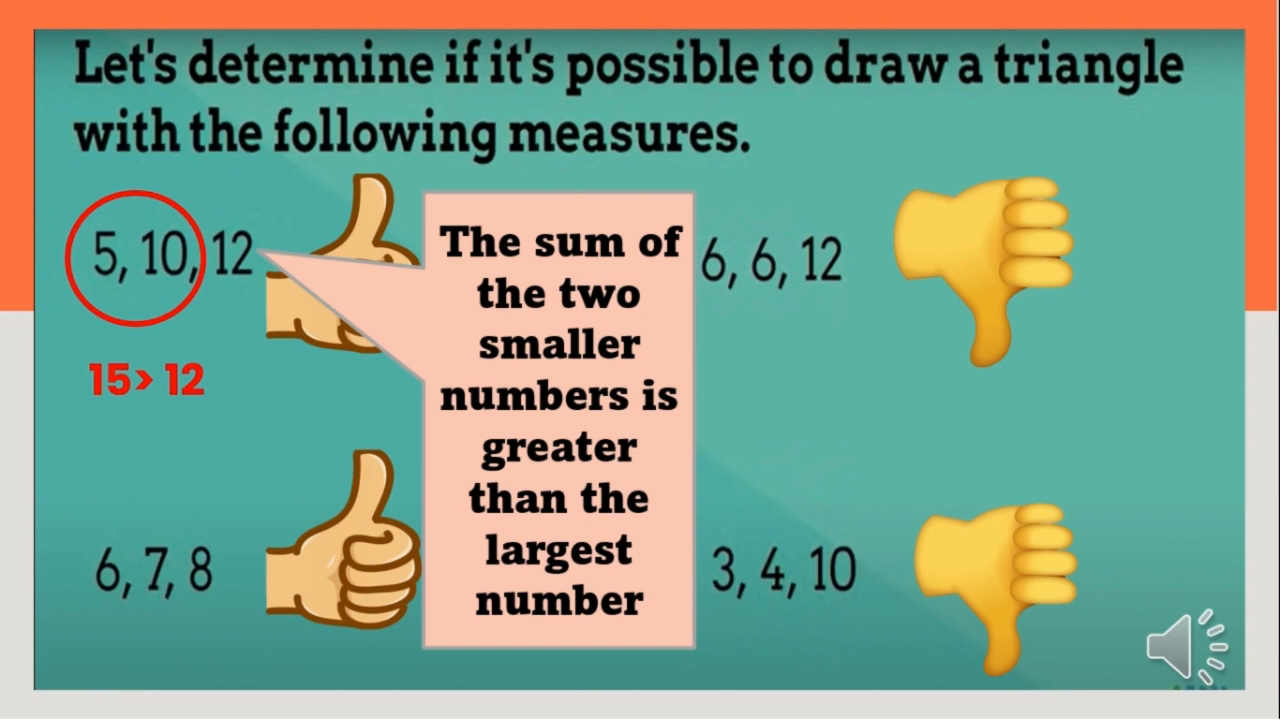 Let's determine if it's possible to draw a triangle
with the following measures.
5, 10, 12
15> 12
6, 7, 8
The sum of
the two
smaller
numbers is
greater
than the
largest
number
6, 6, 12
3, 4, 10